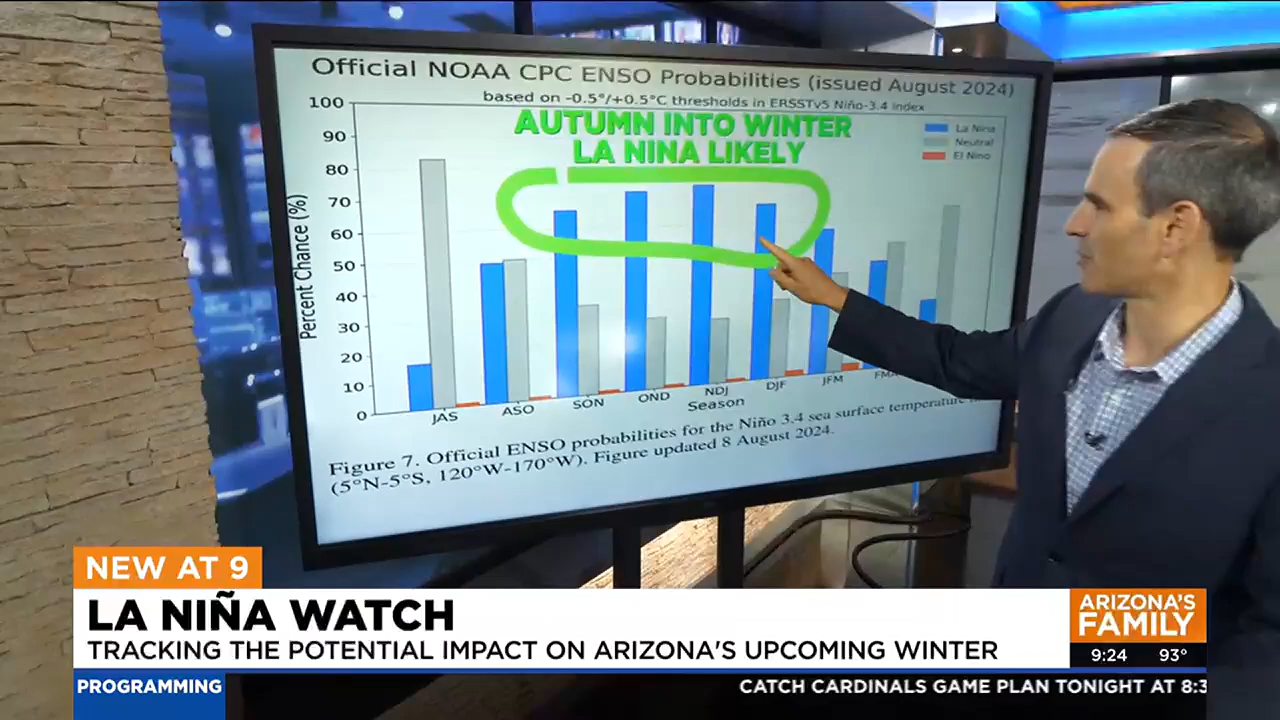 Official NOAA CPC ENSO Probabilities (issued August 2024)
based on -0.5°/+0.5°C thresholds in ERSSTv5 Niño-3.4 index
AUTUMN INTO WINTER
LA NINA LIKELY
La Nina
Neutral
El Nino
Percent Chance (%)
100
90
80
70
60
50
40
30
20
10
0
JAS
ASO
SON
OND
NDJ
DJF
JFM
Season
Figure 7. Official ENSO probabilities for the Niño 3.4 sea surface temperature
(5°N-5°S, 120°W-170°W). Figure updated 8 August 2024.
NEW AT 9
LA NIÑA WATCH
TRACKING THE POTENTIAL IMPACT ON ARIZONA'S UPCOMING WINTER
ARIZONA'S
FAMILY
9:24 93°
PROGRAMMING
CATCH CARDINALS GAME PLAN TONIGHT AT 8:3